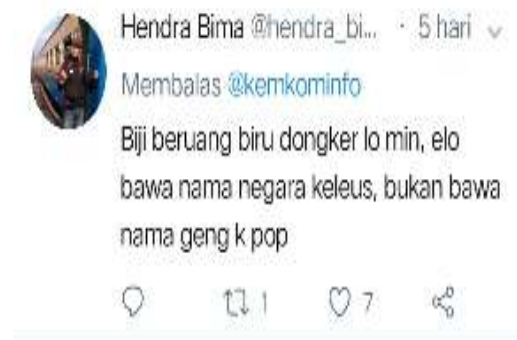 Hendra Bima @hendra_bi... · 5 hari
Membalas @kemkominfo
Biji beruang biru dongker lo min, elo
bawa nama negara keleus, bukan bawa
nama geng k pop
1 7